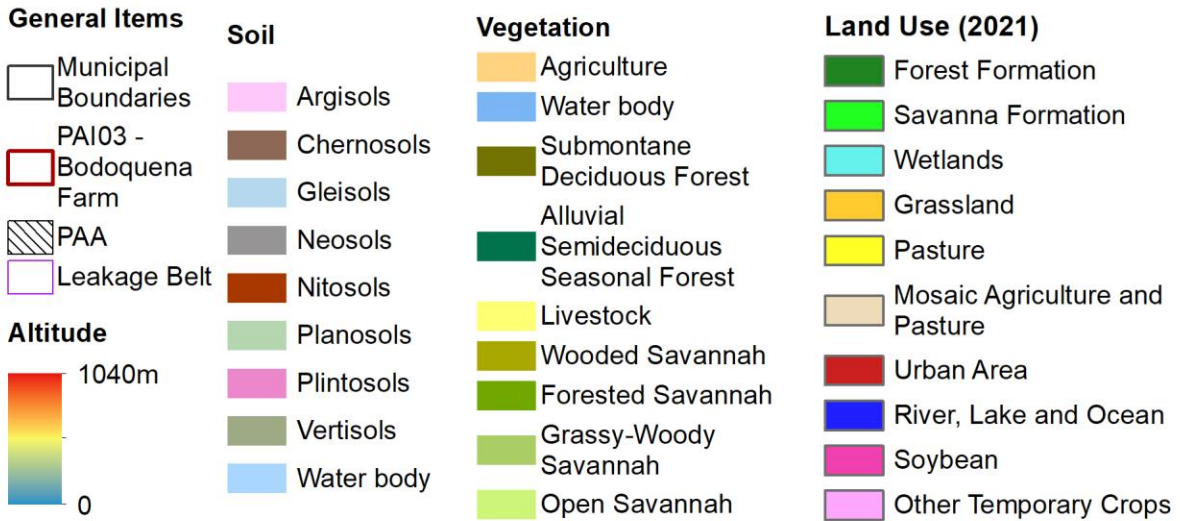 General Items
Municipal
Boundaries
PAI03 -
Bodoquena
Farm
PAA
Leakage Belt
Altitude
1040m
0
Soil
Argisols
Chernosols
Gleisols
Neosols
Nitosols
Planosols
Plintosols
Vertisols
Water body
Vegetation
Agriculture
Water body
Submontane
Deciduous Forest
Alluvial
Semideciduous
Seasonal Forest
Livestock
Wooded Savannah
Forested Savannah
Grassy-Woody
Savannah
Open Savannah
Land Use (2021)
Forest Formation
Savanna Formation
Wetlands
Grassland
Pasture
Mosaic Agriculture and
Pasture
Urban Area
River, Lake and Ocean
Soybean
Other Temporary Crops